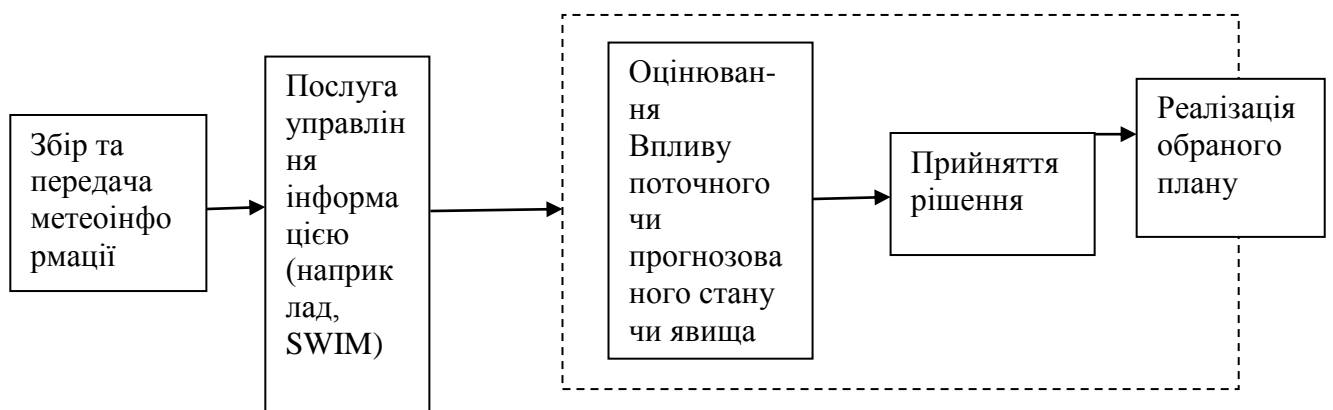 Збір та
передача
метеоінфо
рмації
Послуга
управлін
ня
інформа
цією
(наприк
лад,
SWIM)
Оцінюван-
ня
Впливу
поточного
чи
прогнозова
ного стану
чи явища
Прийняття
рішення
Реалізація
обраного
плану